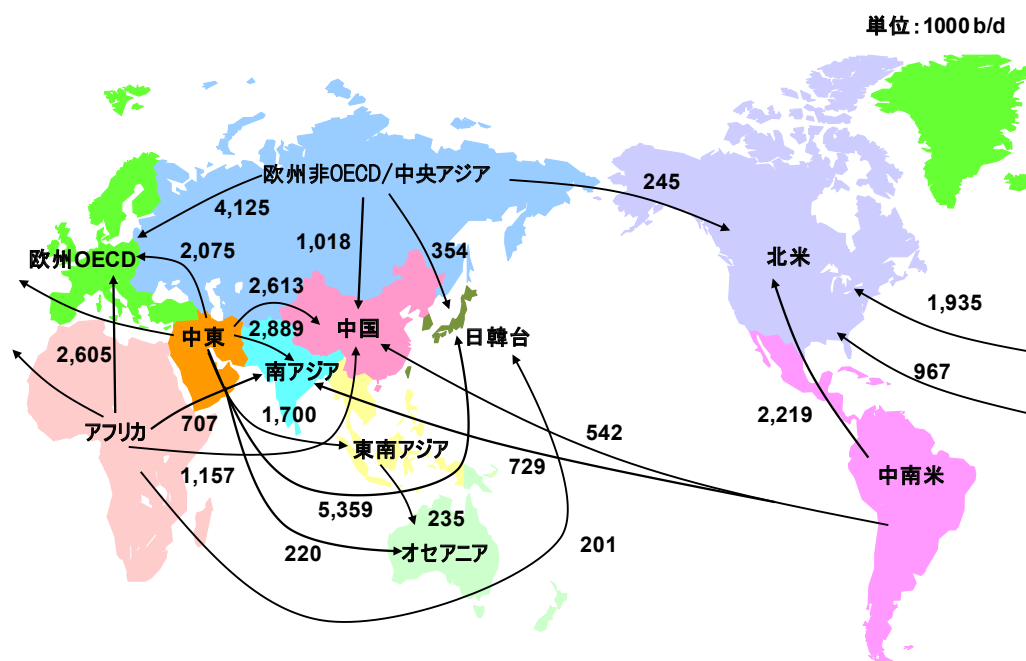 単位：1000 b/d
欧州非OECD/中央アジア
245
4,125
1,018
354
2,075
欧州OECD
北米
2,613
1,935
中東
2,889
中国
日韓台
2,605
南アジア
967
707
1,700
2,219
アフリカ
542
東南アジア
729
中南米
1,157
5,359
235
220
オセアニア
201